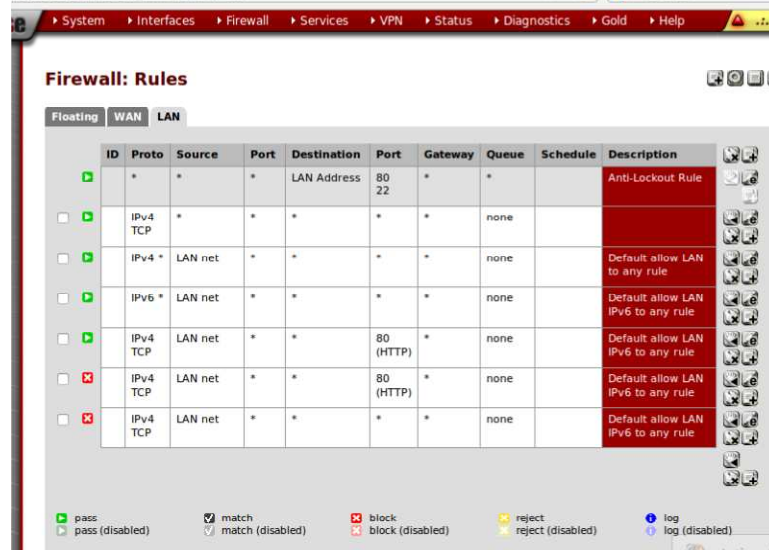 se
System Interfaces Firewall Services VPN Status Diagnostics Gold Help
Firewall: Rules
Floating WAN LAN
ID Proto Source Port Destination Port Gateway Queue Schedule Description
* * * LAN Address 80 * * Anti-Lockout Rule
22
IPv4 * * * * * none
TCP
IPv4 * LAN net * * * * none Default allow LAN
to any rule
IPv6 * LAN net * * * * none Default allow LAN
IPv6 to any rule
IPv4 LAN net * * 80 * none Default allow LAN
TCP (HTTP) IPv6 to any rule
IPv4 LAN net * * 80 * none Default allow LAN
TCP (HTTP) IPv6 to any rule
IPv4 LAN net * * * * none Default allow LAN
TCP IPv6 to any rule
pass match block reject log
pass (disabled) match (disabled) block (disabled) reject (disabled) log (disabled)